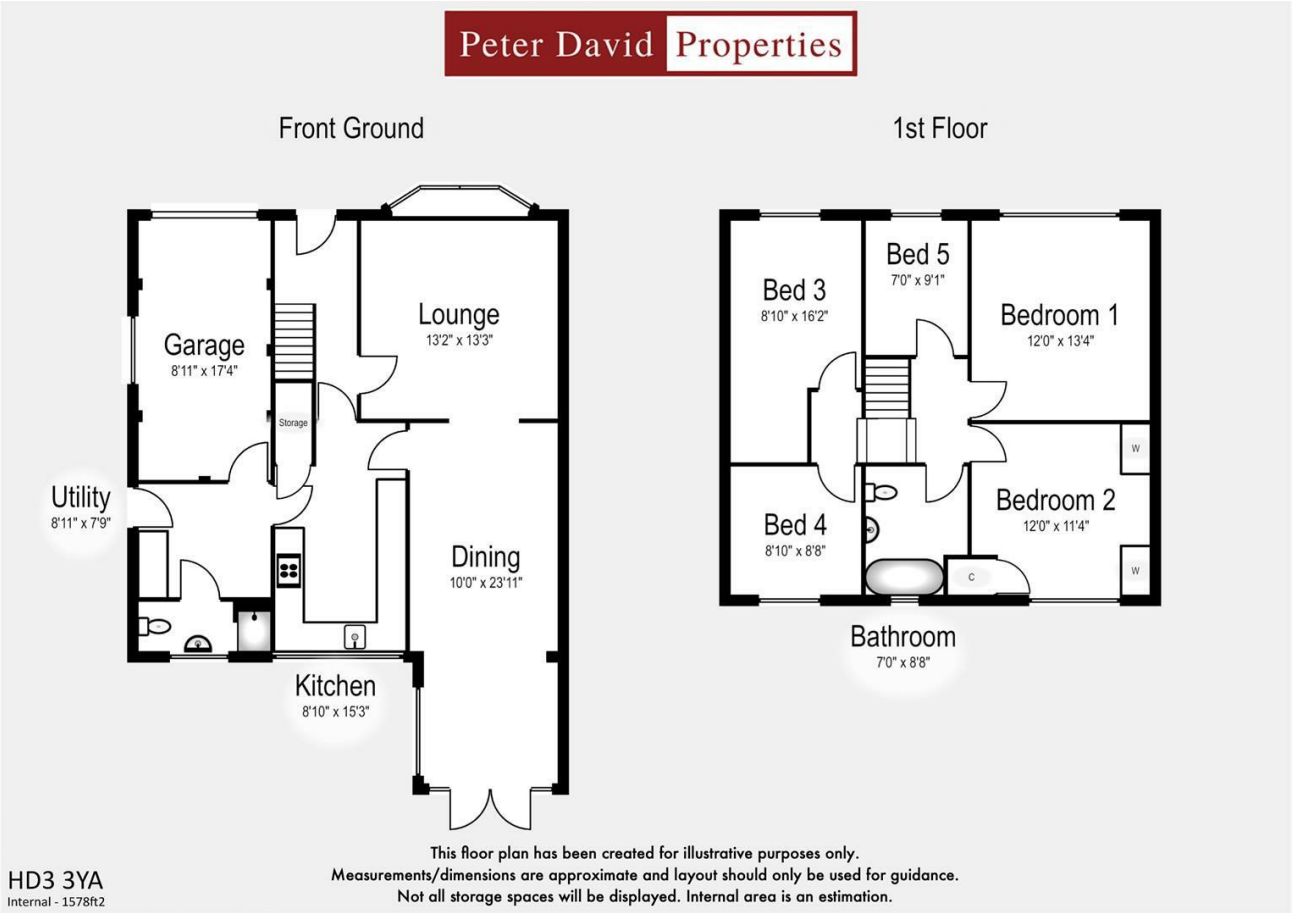 Peter David Properties
Front Ground
1st Floor
Garage
8'11" x 17'4"
Lounge
13'2" x 13'3"
Storage
Utility
8'11" x 7'9"
Dining
10'0" x 23'11"
Kitchen
8'10" x 15'3"
Bed 3
8'10" x 16'2"
Bed 5
7'0" x 9'1"
Bedroom 1
12'0" x 13'4"
W
Bedroom 2
12'0" x 11'4"
Bed 4
8'10" x 8'8"
C
W
Bathroom
7'0" x 8'8"
This floor plan has been created for illustrative purposes only.
Measurements/dimensions are approximate and layout should only be used for guidance.
Not all storage spaces will be displayed. Internal area is an estimation.
HD3 3YA
Internal - 1578ft2